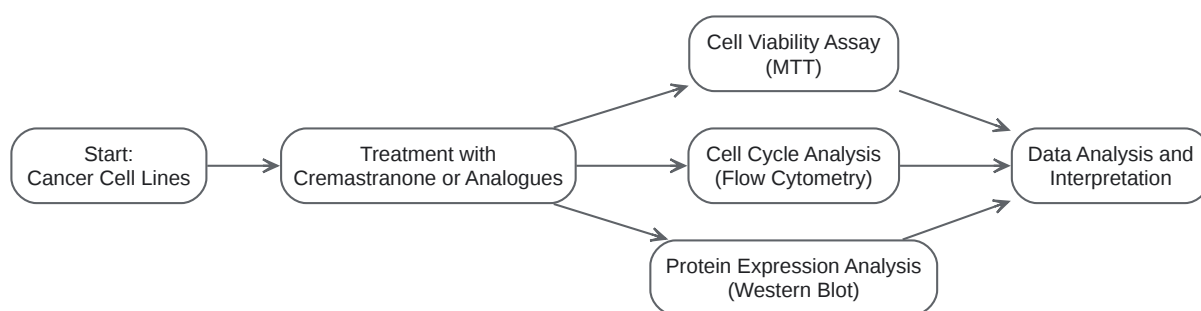 Start:
Cancer Cell Lines
Treatment with
Cremastranone or Analogues
Cell Viability Assay
(MTT)
Cell Cycle Analysis
(Flow Cytometry)
Protein Expression Analysis
(Western Blot)
Data Analysis and
Interpretation